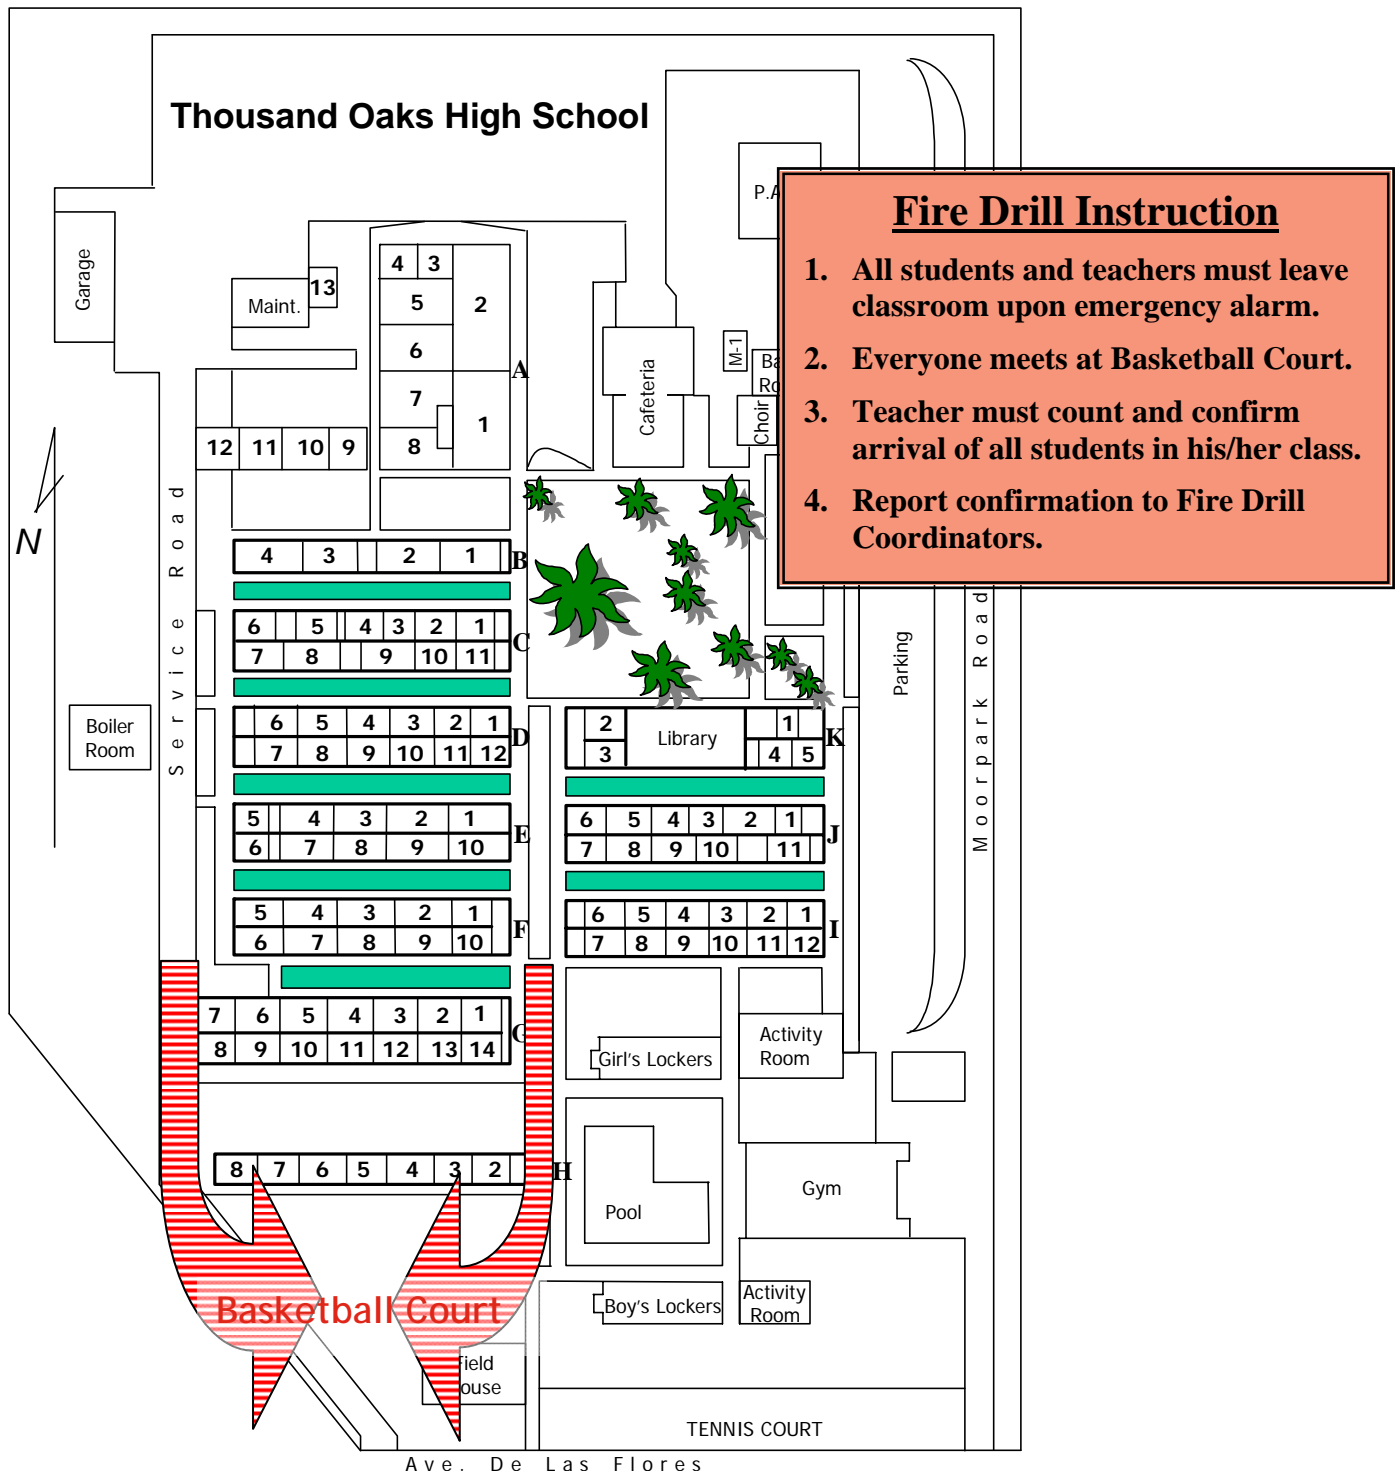 Thousand Oaks High School
Fire Drill Instruction
1. All students and teachers must leave
classroom upon emergency alarm.
2. Everyone meets at Basketball Court.
3. Teacher must count and confirm
arrival of all students in his/her class.
4. Report confirmation to Fire Drill
Coordinators.
P.A
Garage
Maint.
13
4 3
5 2
6
A
7 1
8
12 11 10 9
Cafeteria
M-1
Ba
Ro
Choir
N
Service Road
4 3 2 1
B
6 5 4 3 2 1
C
7 8 9 10 11
Boiler
Room
6 5 4 3 2 1
D
7 8 9 10 11 12
2 Library 1
K
3 4 5
Parking
Moorpark Road
5 4 3 2 1
E
6 7 8 9 10
6 5 4 3 2 1
J
7 8 9 10 11
5 4 3 2 1
F
6 7 8 9 10
6 5 4 3 2 1
I
7 8 9 10 11 12
7 6 5 4 3 2 1
8 9 10 11 12 13 14
Girl's Lockers
Activity
Room
8 7 6 5 4 3 2
H
Pool
Gym
Basketball Court
Boy's Lockers
Activity
Room
Field
ouse
TENNIS COURT
Ave. De Las Flores